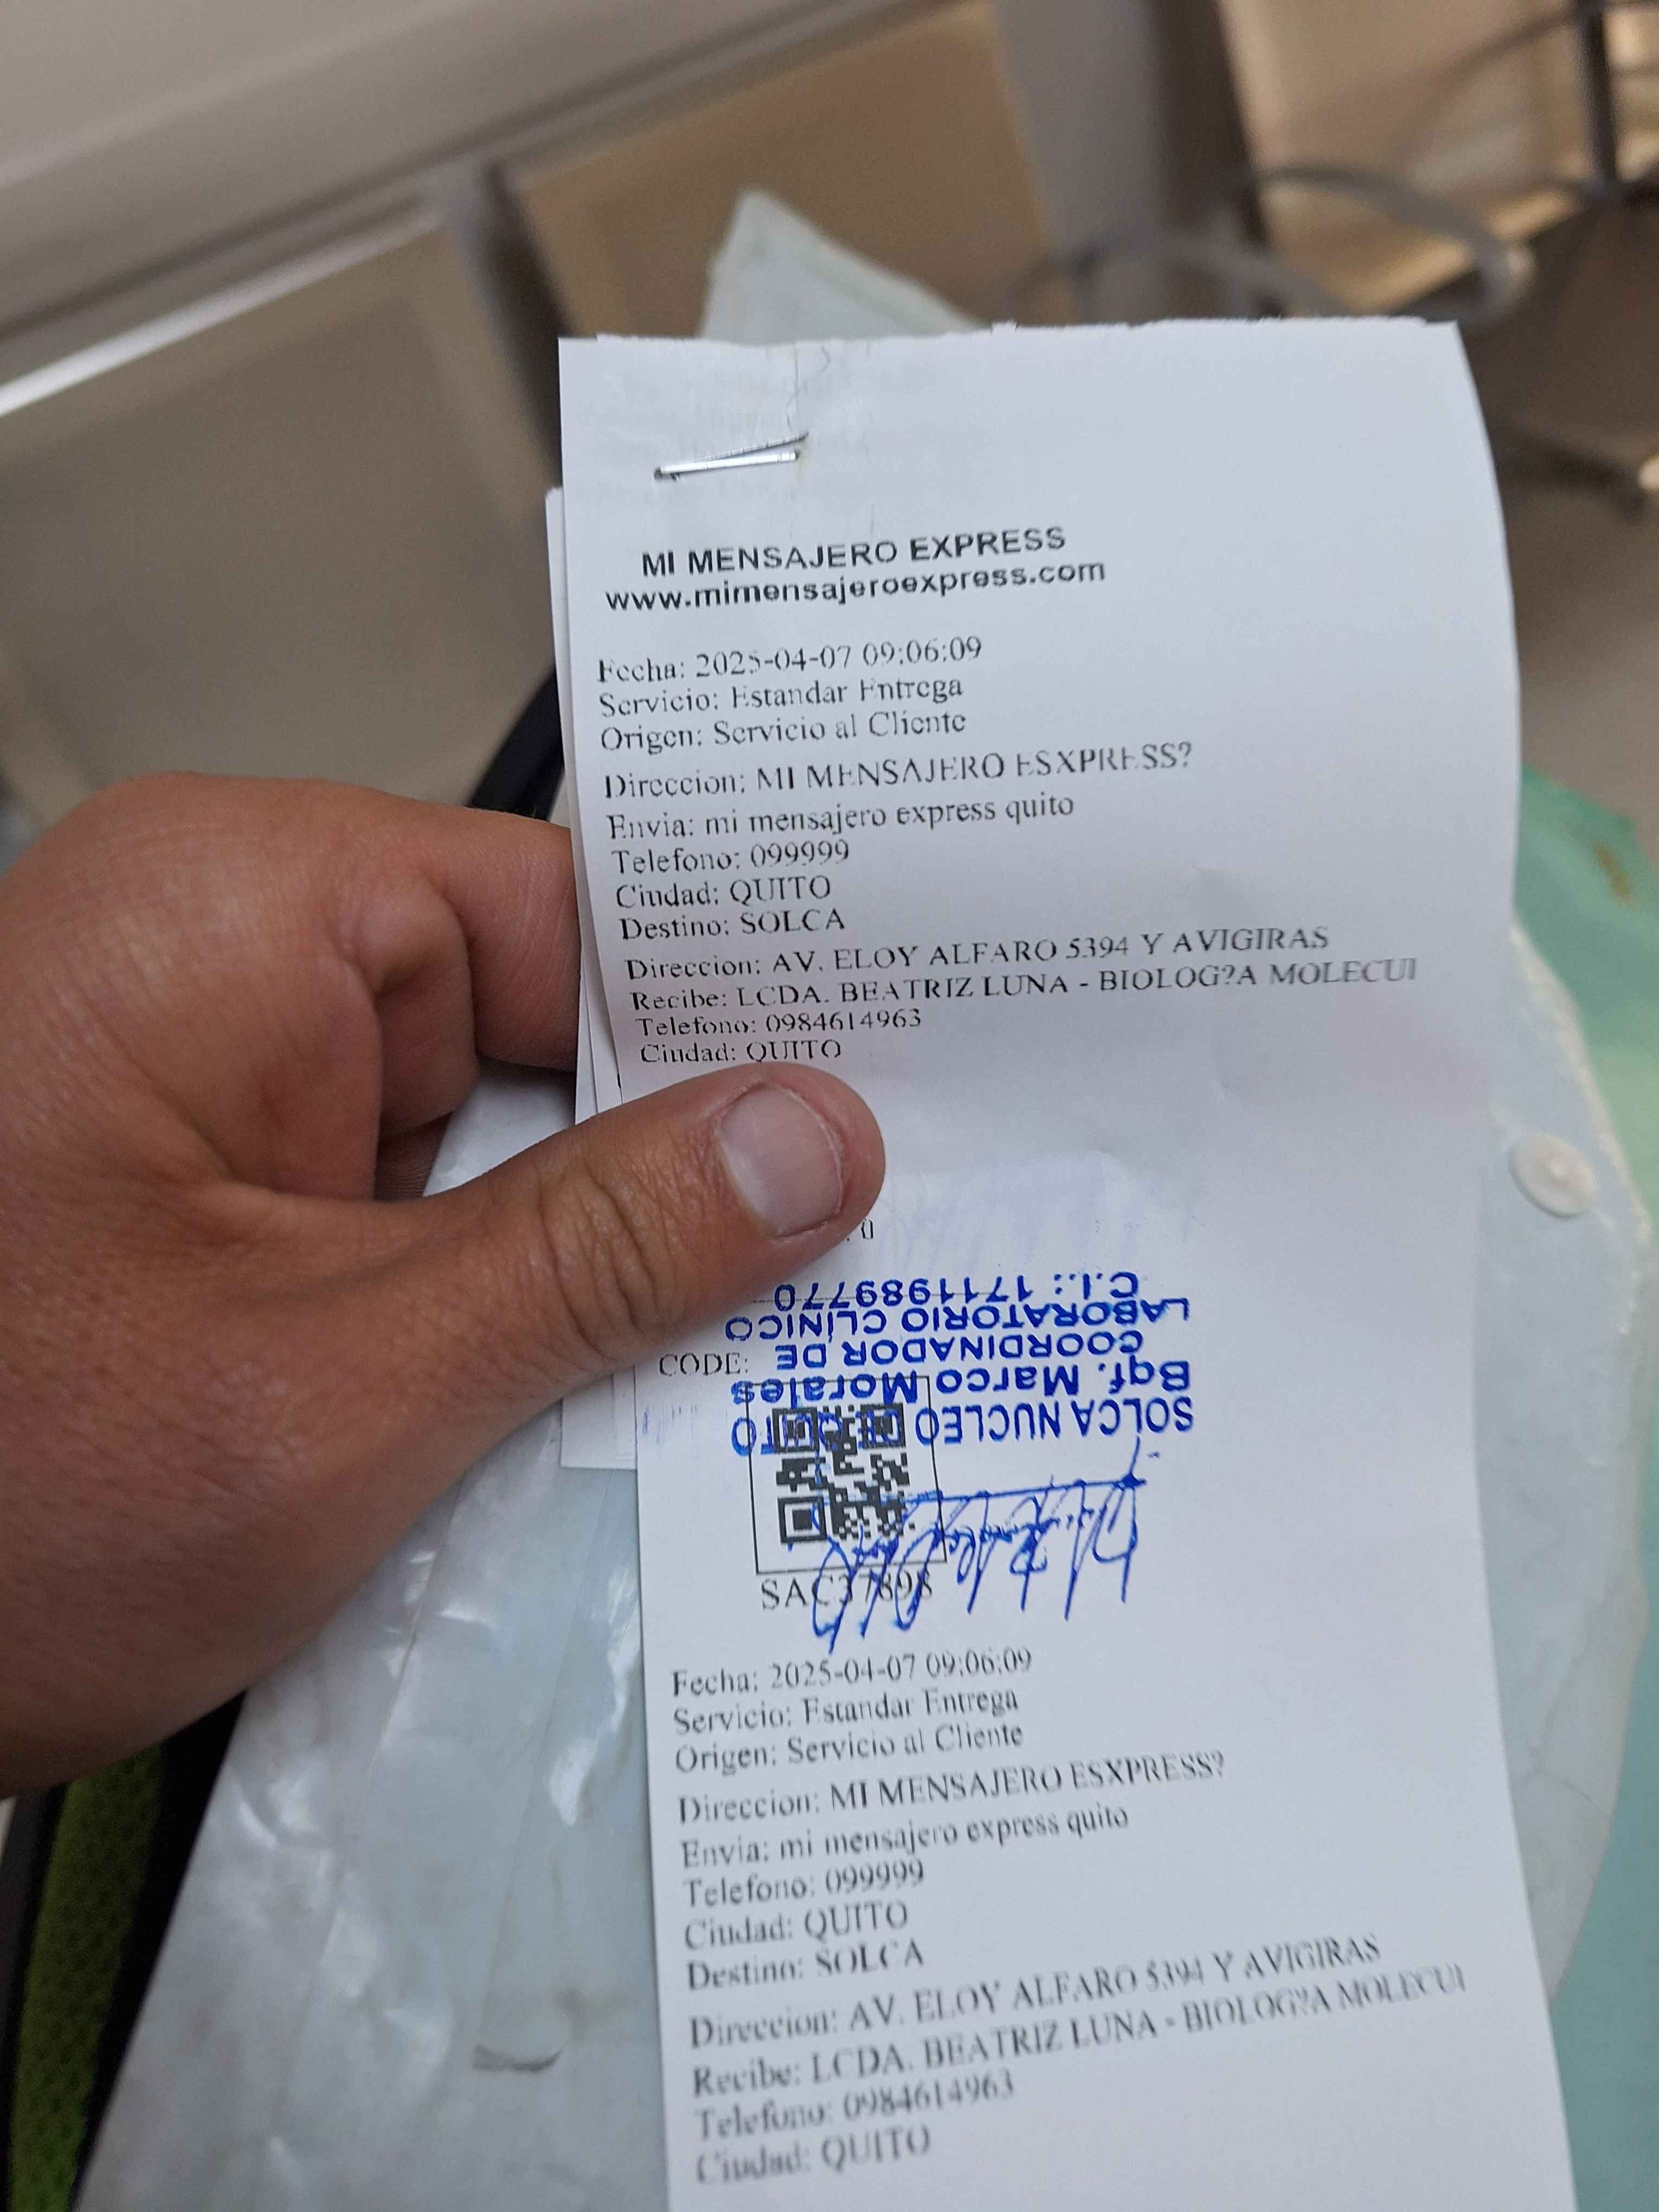 MI MENSAJERO EXPRESS
www.mimensajeroexpress.com
Fecha: 2025-04-07 09:06:09
Servicio: Estandar Entrega
Origen: Servicio al Cliente
Direccion: MI MENSAJERO ESXPRESS?
Envia: mi mensajero express quito
Telefono: 099999
Ciudad: QUITO
Destino: SOLCA
Direccion: AV. ELOY ALFARO 5394 Y AVIGIRAS
Recibe: LCDA. BEATRIZ LUNA - BIOLOG?A MOLECUI
Telefono: 0984614963
Ciudad: QUITO
CODE:
SOLCA NUCLEO DE QUITO
Bqf. Marco Morales
COORDINADOR DE
LABORATORIO CLÍNICO
C.I.: 1711989770
SAC37898
Fecha: 2025-04-07 09:06:09
Servicio: Estandar Entrega
Origen: Servicio al Cliente
Direccion: MI MENSAJERO ESXPRESS?
Envia: mi mensajero express quito
Telefono: 099999
Ciudad: QUITO
Destino: SOLCA
Direccion: AV. ELOY ALFARO 5394 Y AVIGIRAS
Recibe: LCDA. BEATRIZ LUNA - BIOLOG?A MOLECUI
Telefono: 0984614963
Ciudad: QUITO